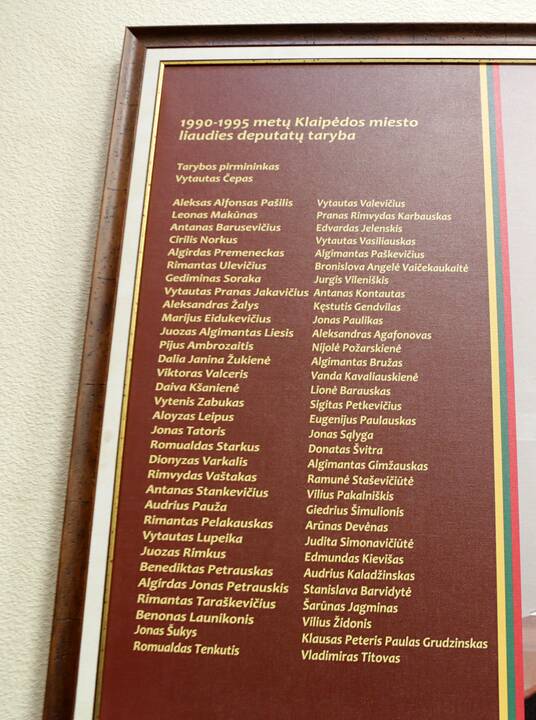 1990-1995 metų Klaipėdos miesto
liaudies deputatų taryba
Tarybos pirmininkas
Vytautas Čepas
Aleksas Alfonsas Pašilis
Leonas Makūnas
Antanas Barusevičius
Cirilis Norkus
Algirdas Premeneckas
Rimantas Ulevičius
Gediminas Soraka
Vytautas Pranas Jakavičius
Aleksandras Žalys
Marijus Eidukevičius
Juozas Algimantas Liesis
Pijus Ambrozaitis
Dalia Janina Žukienė
Viktoras Valceris
Daiva Kšanienė
Vytenis Zabukas
Aloyzas Leipus
Jonas Tatoris
Romualdas Starkus
Dionyzas Varkalis
Rimvydas Vaštakas
Antanas Stankevičius
Audrius Pauža
Rimantas Pelakauskas
Vytautas Lupeika
Juozas Rimkus
Benediktas Petrauskas
Algirdas Jonas Petrauskis
Rimantas Taraškevičius
Benonas Launikonis
Jonas Šukys
Romualdas Tenkutis
Vytautas Valevičius
Pranas Rimvydas Karbauskas
Edvardas Jelenskis
Vytautas Vasiliauskas
Algimantas Paškevičius
Bronislova Angelė Vaičekauskaitė
Jurgis Vileniškis
Antanas Kontautas
Kęstutis Gendvilas
Jonas Paulikas
Aleksandras Agafonovas
Nijolė Požarskienė
Algimantas Bružas
Vanda Kavaliauskienė
Lionė Barauskas
Sigitas Petkevičius
Eugenijus Paulauskas
Jonas Sąlyga
Donatas Švitra
Algimantas Gimžauskas
Ramunė Staševičiūtė
Vilius Pakalniškis
Giedrius Šimulionis
Arūnas Devėnas
Judita Simonavičiūtė
Edmundas Kievišas
Audrius Kaladžinskas
Stanislava Barvidytė
Šarūnas Jagminas
Vilius Židonis
Klausas Peteris Paulas Grudzinskas
Vladimiras Titovas